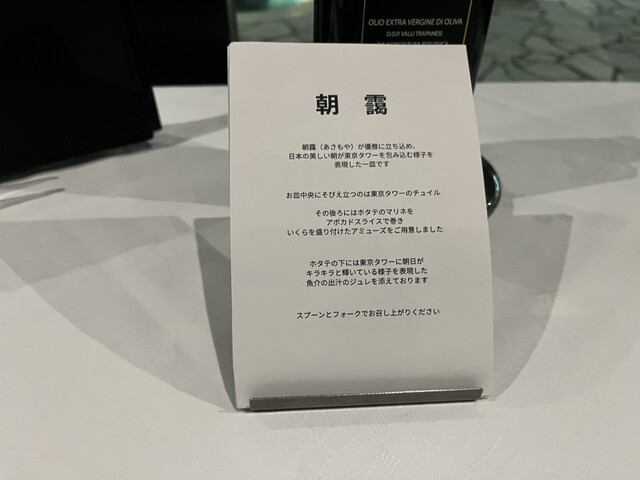 OLIO EXTRA VERGINE DI OLIVA
D.O.P. VALLI TRAPANESI
DA AGRICOLTURA BIOLOGICA
朝 靄
朝靄（あさもや）が優雅に立ち込め、
日本の美しい朝が東京タワーを包み込む様子を
表現した一皿です
お皿中央にそびえ立つのは東京タワーのチュイル
その後ろにはホタテのマリネを
アボカドスライスで巻き
いくらを盛り付けたアミューズをご用意しました
ホタテの下には東京タワーに朝日が
キラキラと輝いている様子を表現した
魚介の出汁のジュレを添えております
スプーンとフォークでお召し上がりください